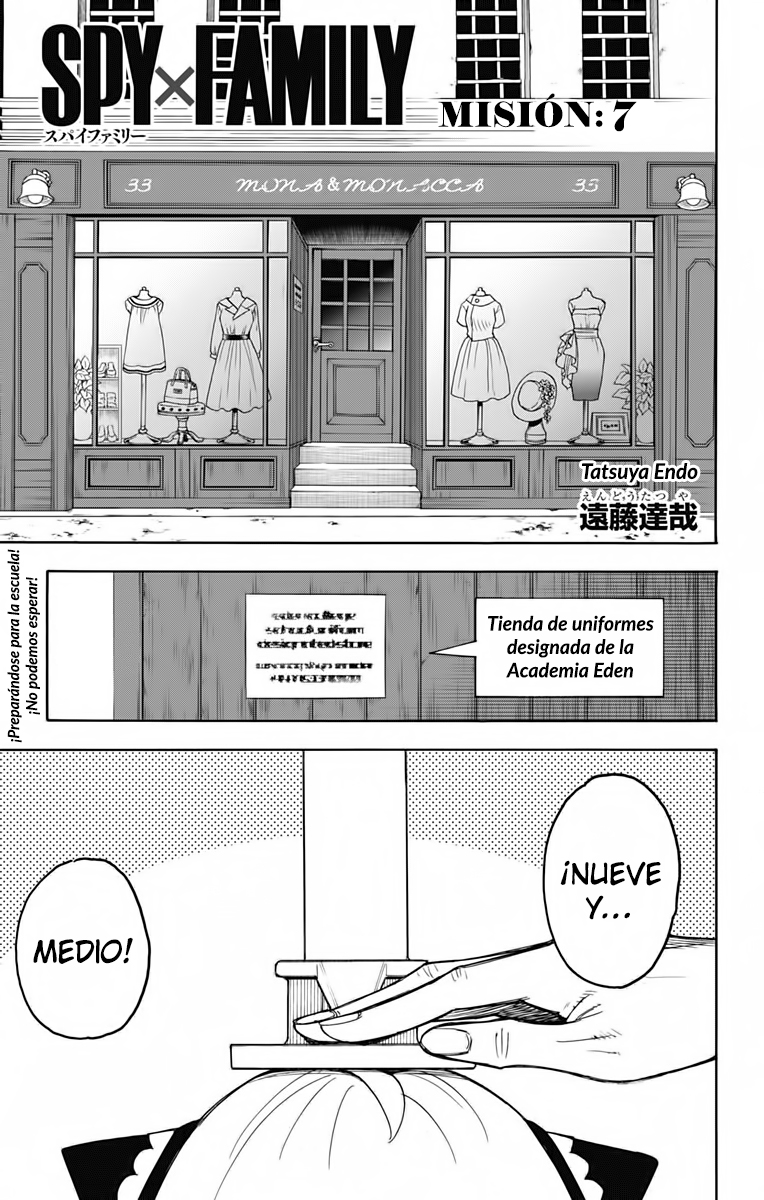 SPY×FAMILY
スパイファミリー
MISIÓN: 7
33
MONA & MONACCA
35
Tatsuya Endo
えんどうたつや
遠藤達哉
¡Preparándose para la escuela!
¡No podemos esperar!
Tienda de uniformes
designada de la
Academia Eden
¡NUEVE
Y...
MEDIO!